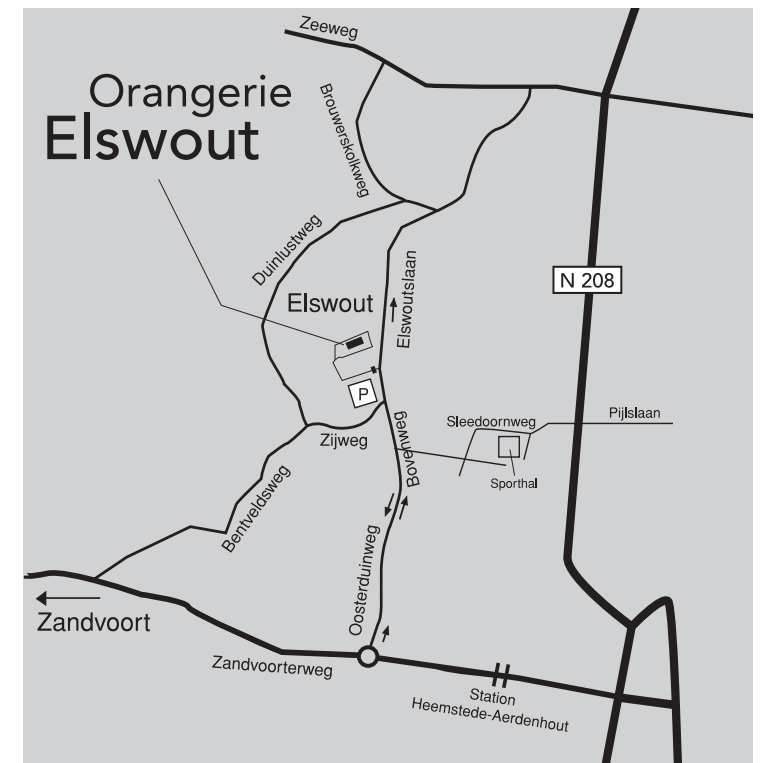 Zeeweg
Orangerie
Elswout
Brouwerskolkweg
Duinlustweg
Elswoutslaan
N 208
Elswout
P
Bovenweg
Sleedoornweg
Pijlslaan
Zijweg
Sporthal
Bentveldsweg
Oosterduinweg
Zandvoort
Zandvoorterweg
Station
Heemstede-Aerdenhout